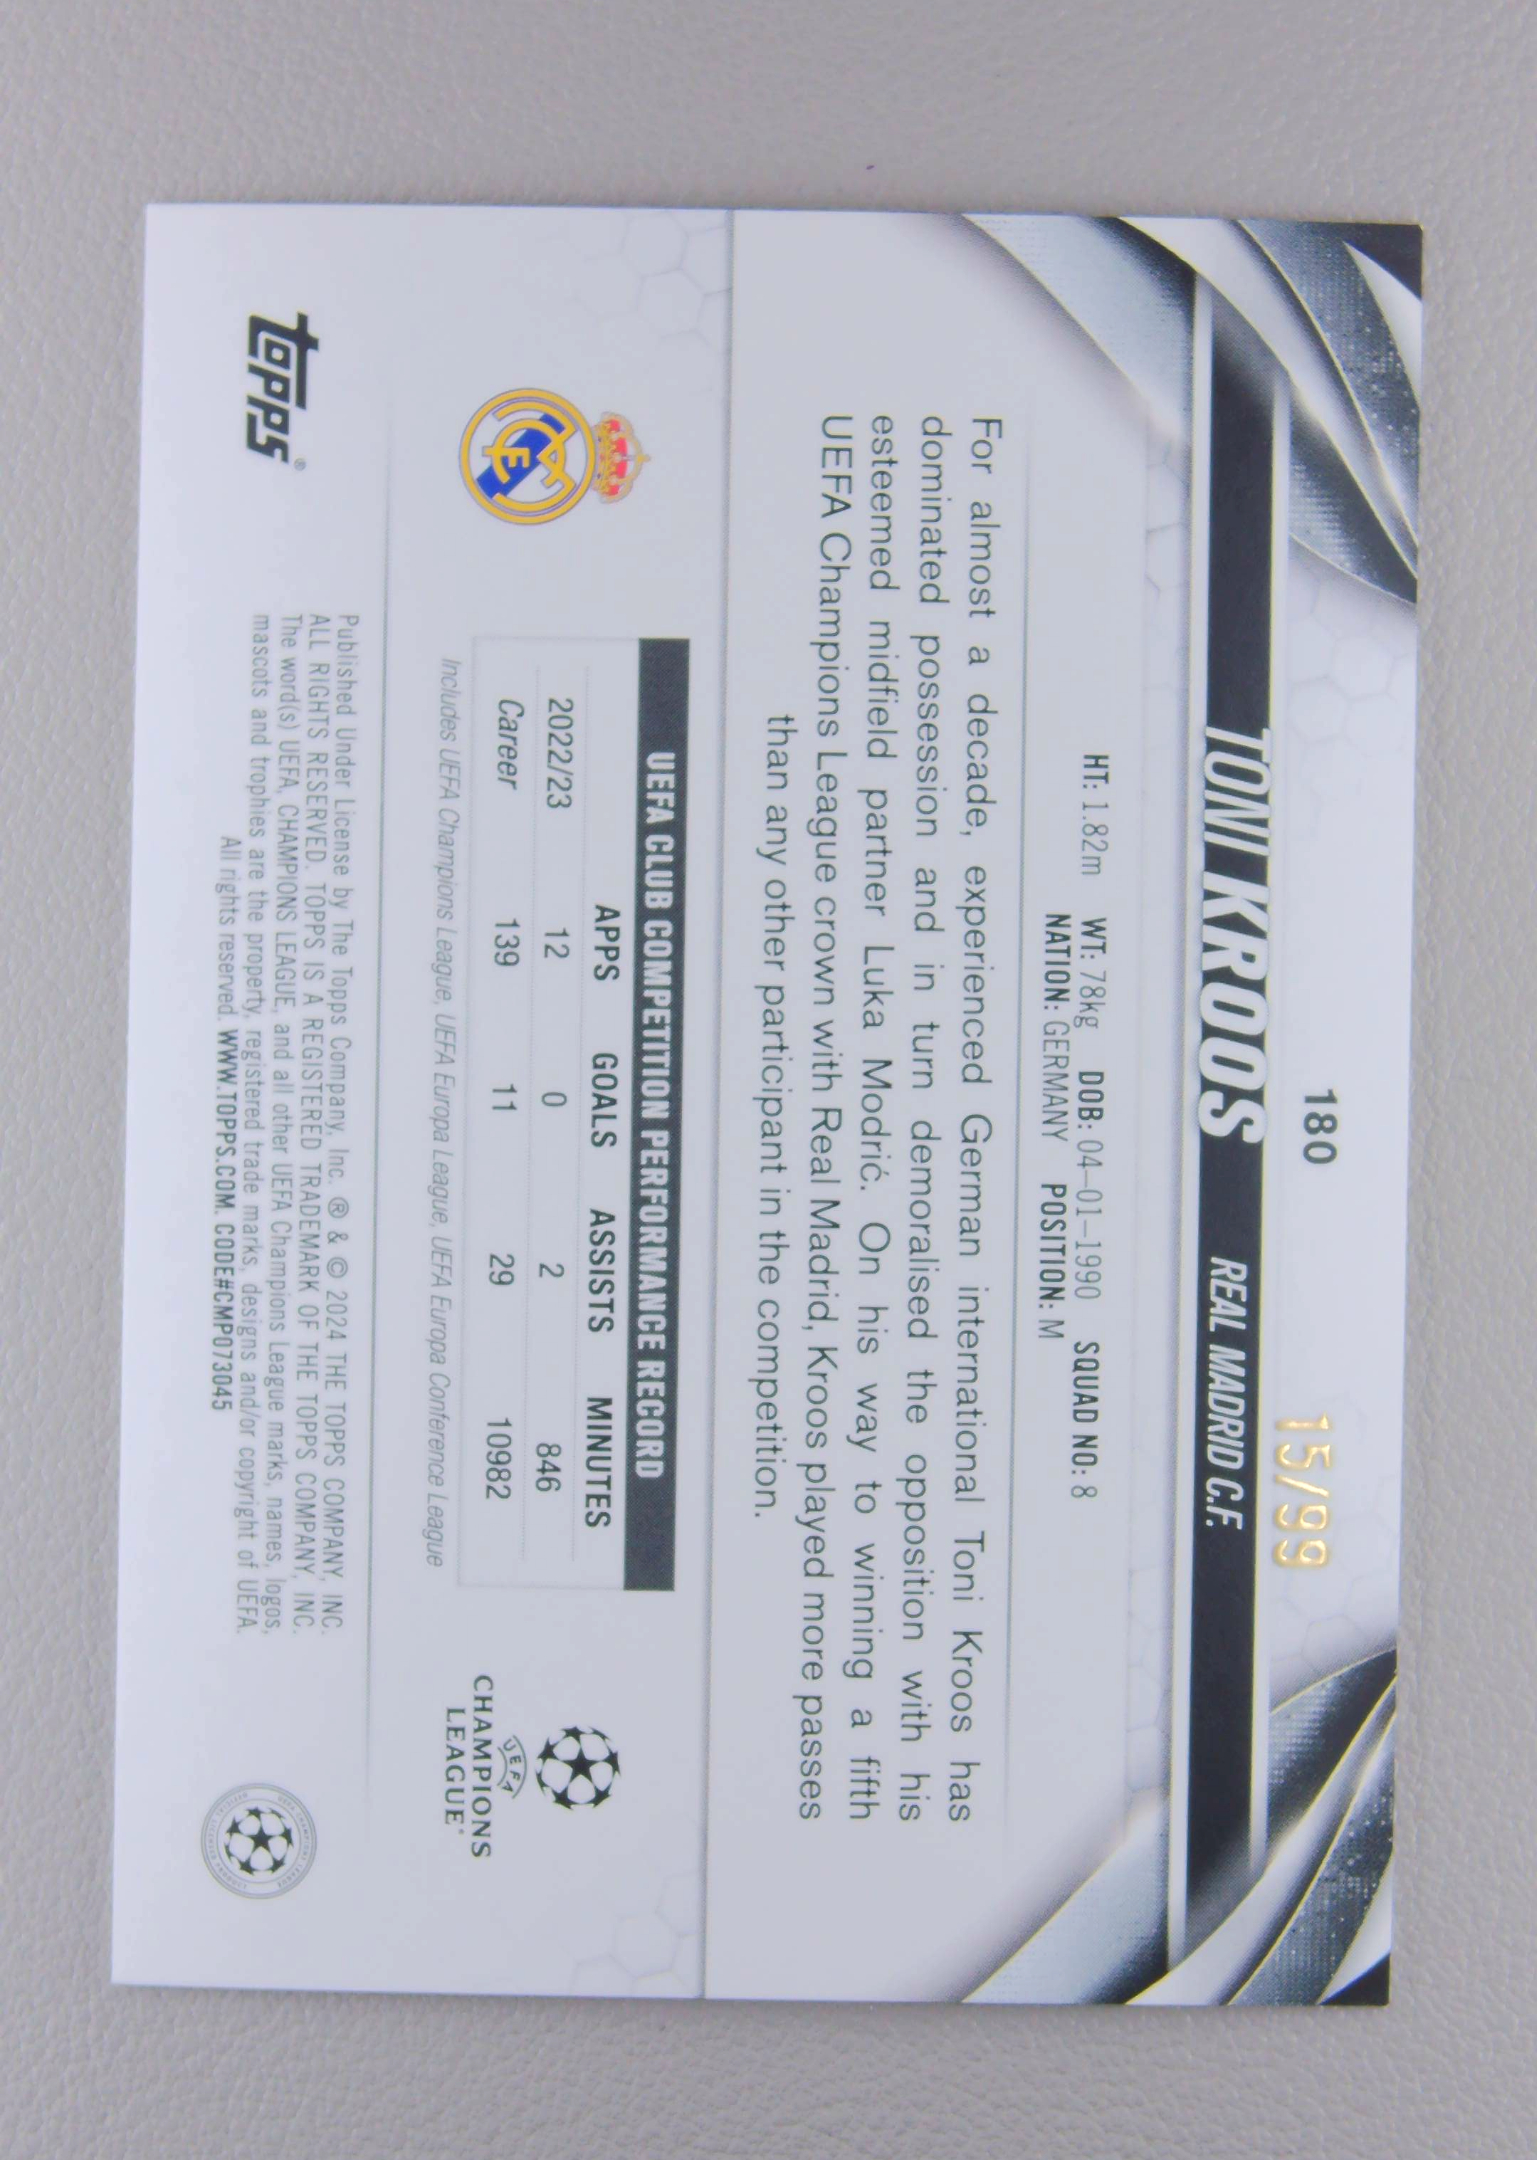 180
15/99
TONI KROOS REAL MADRID C.F.
HT: 1.82m WT: 78kg DOB: 04–01–1990 SQUAD NO: 8
NATION: GERMANY POSITION: M
For almost a decade, experienced German international Toni Kroos has
dominated possession and in turn demoralised the opposition with his
esteemed midfield partner Luka Modrić. On his way to winning a fifth
UEFA Champions League crown with Real Madrid, Kroos played more passes
than any other participant in the competition.
UEFA CLUB COMPETITION PERFORMANCE RECORD
APPS GOALS ASSISTS MINUTES
2022/23 12 0 2 846
Career 139 11 29 10982
Includes UEFA Champions League, UEFA Europa League, UEFA Europa Conference League
UEFA
CHAMPIONS
LEAGUE®
topps®
Published Under License by The Topps Company, Inc. ® & © 2024 THE TOPPS COMPANY, INC.
ALL RIGHTS RESERVED. TOPPS IS A REGISTERED TRADEMARK OF THE TOPPS COMPANY, INC.
The word(s) UEFA, CHAMPIONS LEAGUE, and all other UEFA Champions League marks, names, logos,
mascots and trophies are the property, registered trade marks, designs and/or copyright of UEFA.
All rights reserved. WWW.TOPPS.COM. CODE#CMP073045